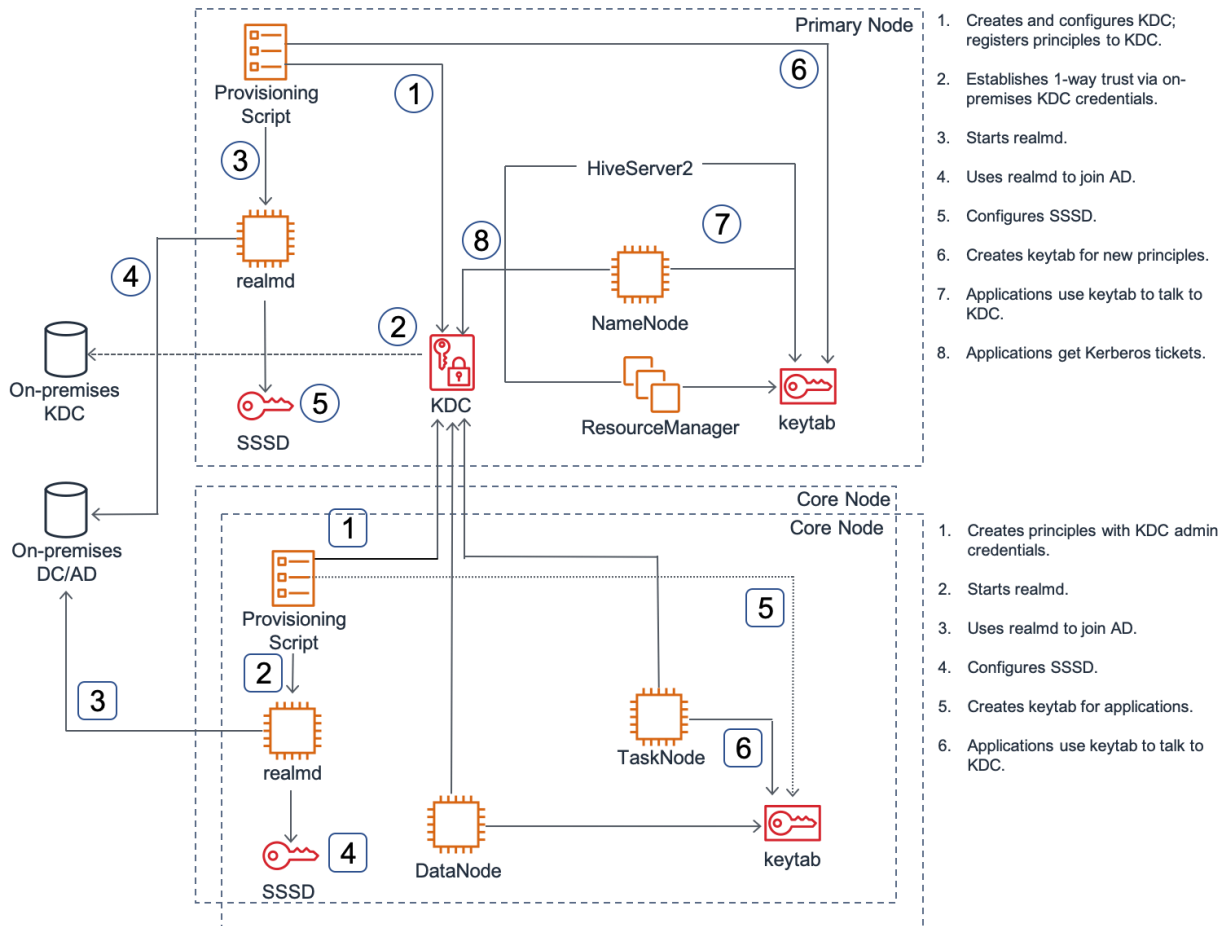 Primary Node
Provisioning
Script
1
6
3
HiveServer2
7
8
4
realmd
NameNode
2
On-premises
KDC
KDC
5
SSSD
ResourceManager
keytab
1. Creates and configures KDC;
registers principles to KDC.
2. Establishes 1-way trust via on-
premises KDC credentials.
3. Starts realmd.
4. Uses realmd to join AD.
5. Configures SSSD.
6. Creates keytab for new principles.
7. Applications use keytab to talk to
KDC.
8. Applications get Kerberos tickets.
Core Node
Core Node
On-premises
DC/AD
1
Provisioning
Script
5
2
3
realmd
TaskNode
6
4
SSSD
DataNode
keytab
1. Creates principles with KDC admin
credentials.
2. Starts realmd.
3. Uses realmd to join AD.
4. Configures SSSD.
5. Creates keytab for applications.
6. Applications use keytab to talk to
KDC.